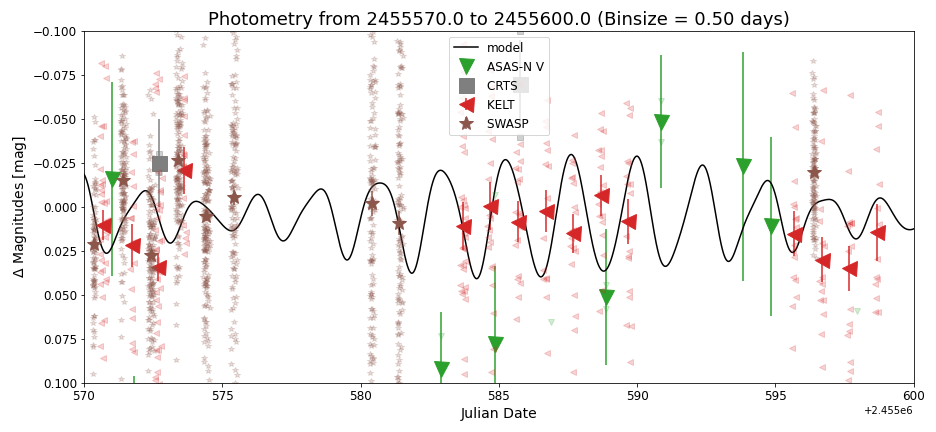 Photometry from 2455570.0 to 2455600.0 (Binsize = 0.50 days)
−0.100
−0.075
−0.050
−0.025
0.000
0.025
0.050
0.075
0.100
Δ Magnitudes [mag]
model
ASAS-N V
CRTS
KELT
SWASP
570
575
580
585
590
595
600
Julian Date
+2.455e6